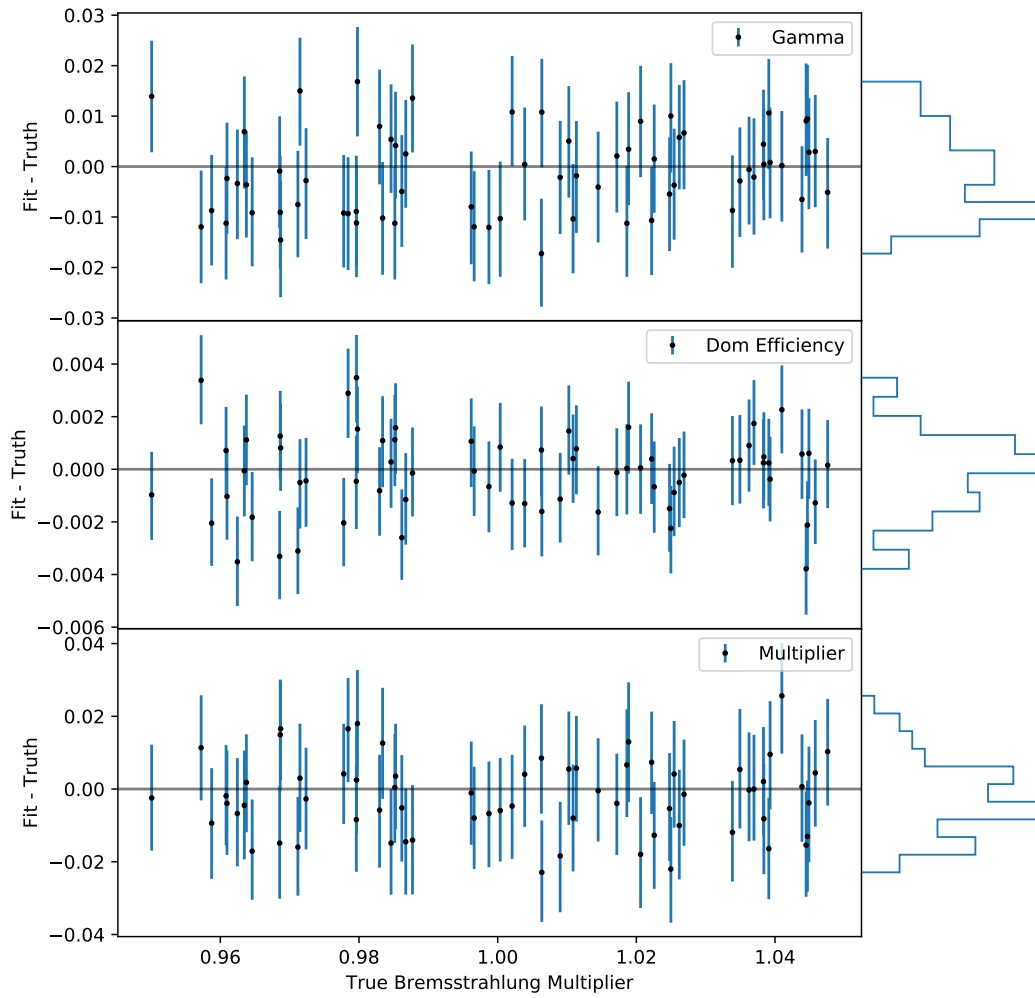 0.03
Gamma
0.02
0.01
0.00
−0.01
−0.02
−0.03
Fit - Truth
Dom Efficiency
0.004
0.002
0.000
−0.002
−0.004
−0.006
Fit - Truth
0.04
Multiplier
0.02
0.00
−0.02
−0.04
Fit - Truth
0.96 0.98 1.00 1.02 1.04
True Bremsstrahlung Multiplier